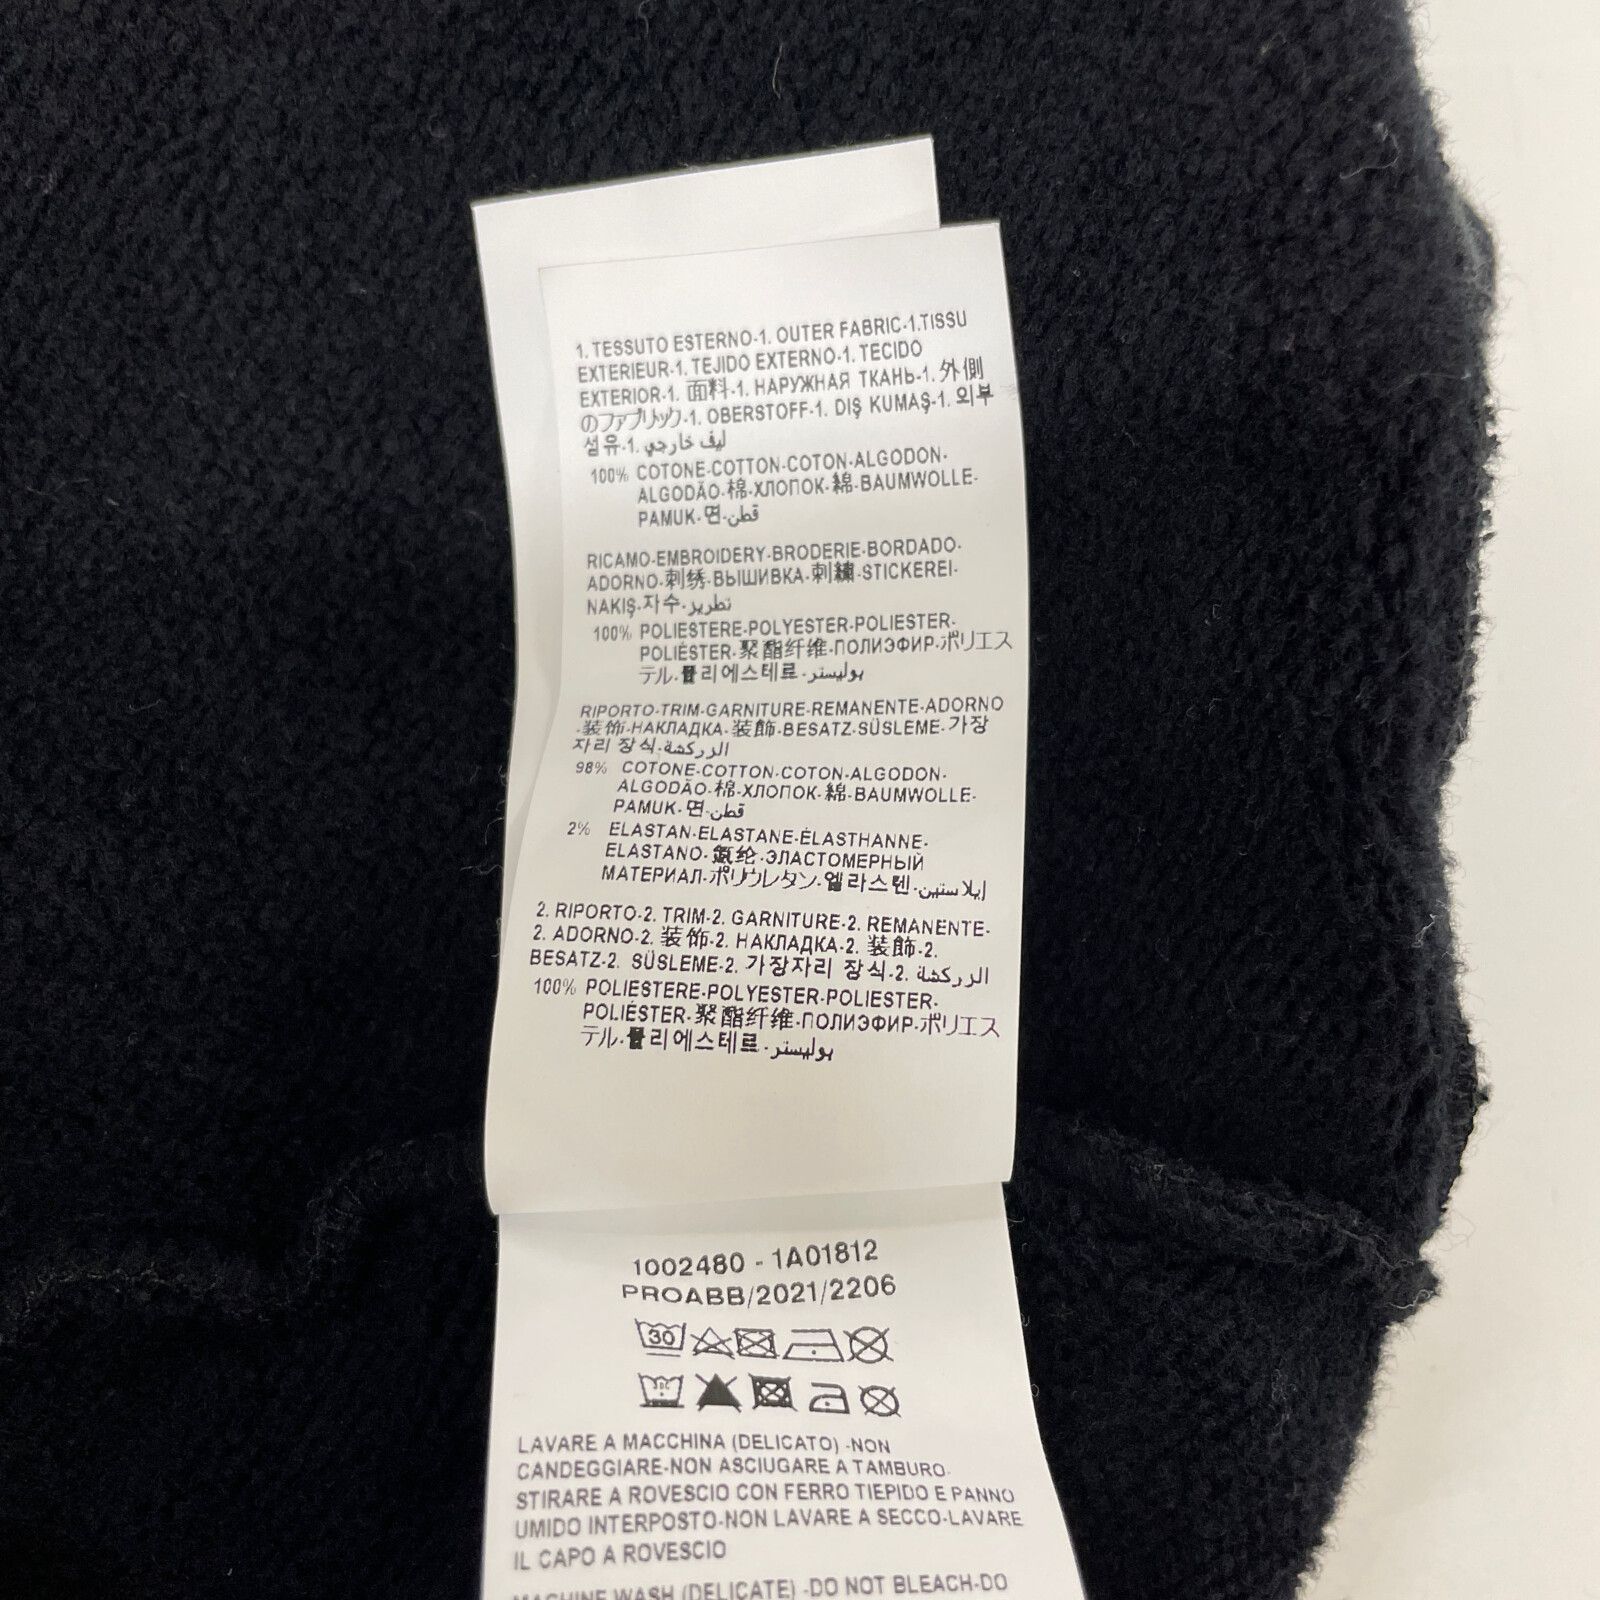 1. TESSUTO ESTERNO-1. OUTER FABRIC-1.TISSU
EXTERIEUR-1. TEJIDO EXTERNO-1. TECIDO
EXTERIOR-1. 面料-1. НАРУЖНАЯ ТКАНЬ-1. 外側
のファブリック-1. OBERSTOFF-1. DIŞ KUMAŞ-1. 외부
섬유-1. ليف خارجي
100% COTONE-COTTON-COTON-ALGODON-
ALGODÃO-棉-ХЛОПОК-綿-BAUMWOLLE-
PAMUK-면-قطن
RICAMO-EMBROIDERY-BRODERIE-BORDADO-
ADORNO-刺绣-ВЫШИВКА-刺繍-STICKEREI-
NAKIŞ-자수-تطريز
100% POLIESTERE-POLYESTER-POLIESTER-
POLIÉSTER-聚酯纤维-ПОЛИЭФИР-ポリエス
テル-폴리에스테르-بوليستر
RIPORTO-TRIM-GARNITURE-REMANENTE-ADORNO
-装饰-НАКЛАДКА-装飾-BESATZ-SÜSLEME-가장
자리 장식-الزركشة
98% COTONE-COTTON-COTON-ALGODON-
ALGODÃO-棉-ХЛОПОК-綿-BAUMWOLLE-
PAMUK-면-قطن
2% ELASTAN-ELASTANE-ÉLASTHANNE-
ELASTANO-氨纶-ЭЛАСТОМЕРНЫЙ
МАТЕРИАЛ-ポリウレタン-엘라스텐-إيلاستين
2. RIPORTO-2. TRIM-2. GARNITURE-2. REMANENTE-
2. ADORNO-2. 装饰-2. НАКЛАДКА-2. 装飾-2.
BESATZ-2. SÜSLEME-2. 가장자리 장식-2. الزركشة
100% POLIESTERE-POLYESTER-POLIESTER-
POLIÉSTER-聚酯纤维-ПОЛИЭФИР-ポリエス
テル-폴리에스테르-بوليستر
1002480 - 1A01812
PROABB/2021/2206
30
LAVARE A MACCHINA (DELICATO) -NON
CANDEGGIARE-NON ASCIUGARE A TAMBURO-
STIRARE A ROVESCIO CON FERRO TIEPIDO E PANNO
UMIDO INTERPOSTO-NON LAVARE A SECCO-LAVARE
IL CAPO A ROVESCIO
MACHINE WASH (DELICATE) -DO NOT BLEACH-DO